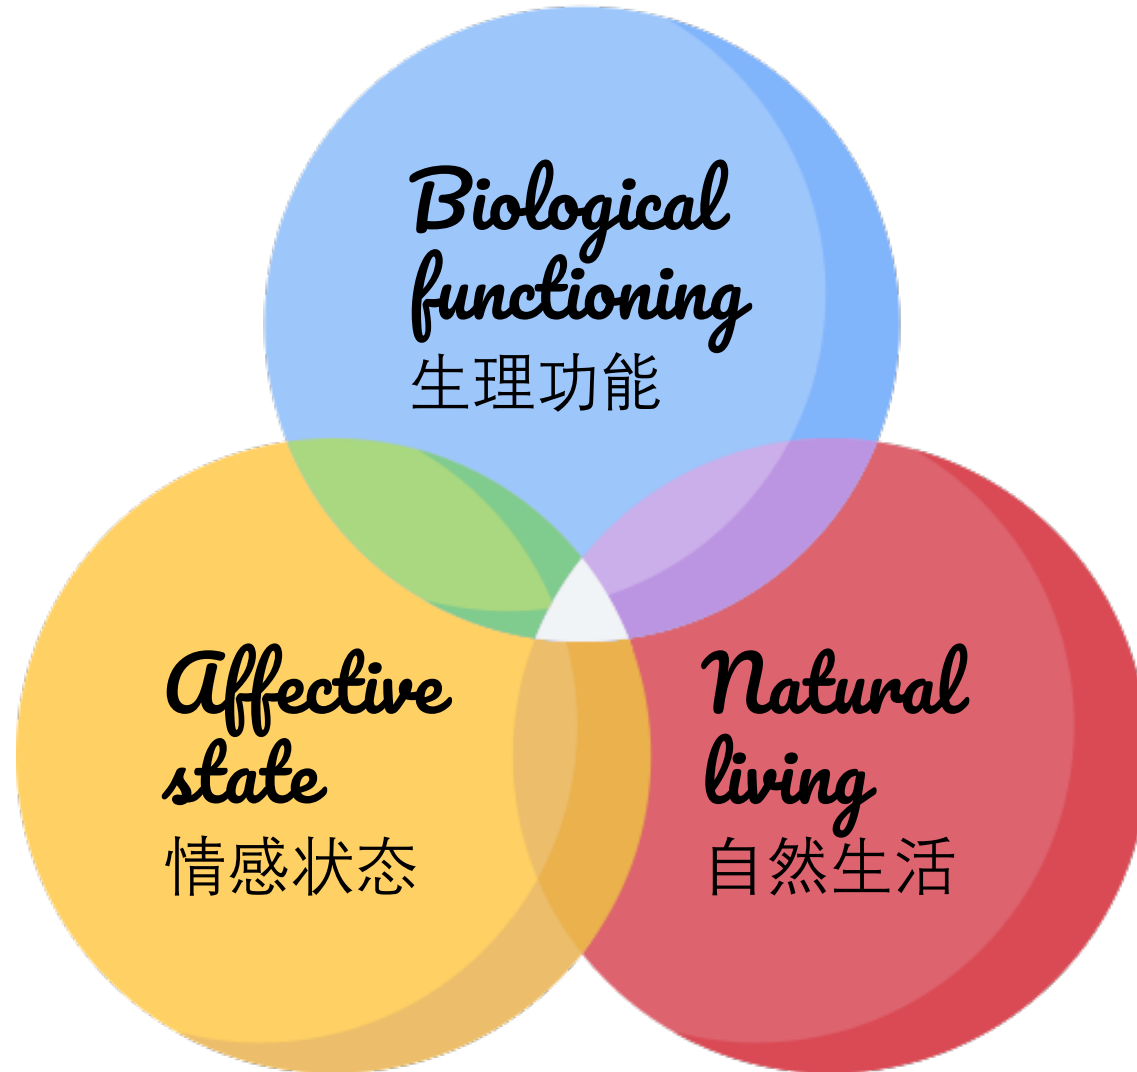 Biological
functioning
生理功能
Affective
state
情感状态
Natural
living
自然生活